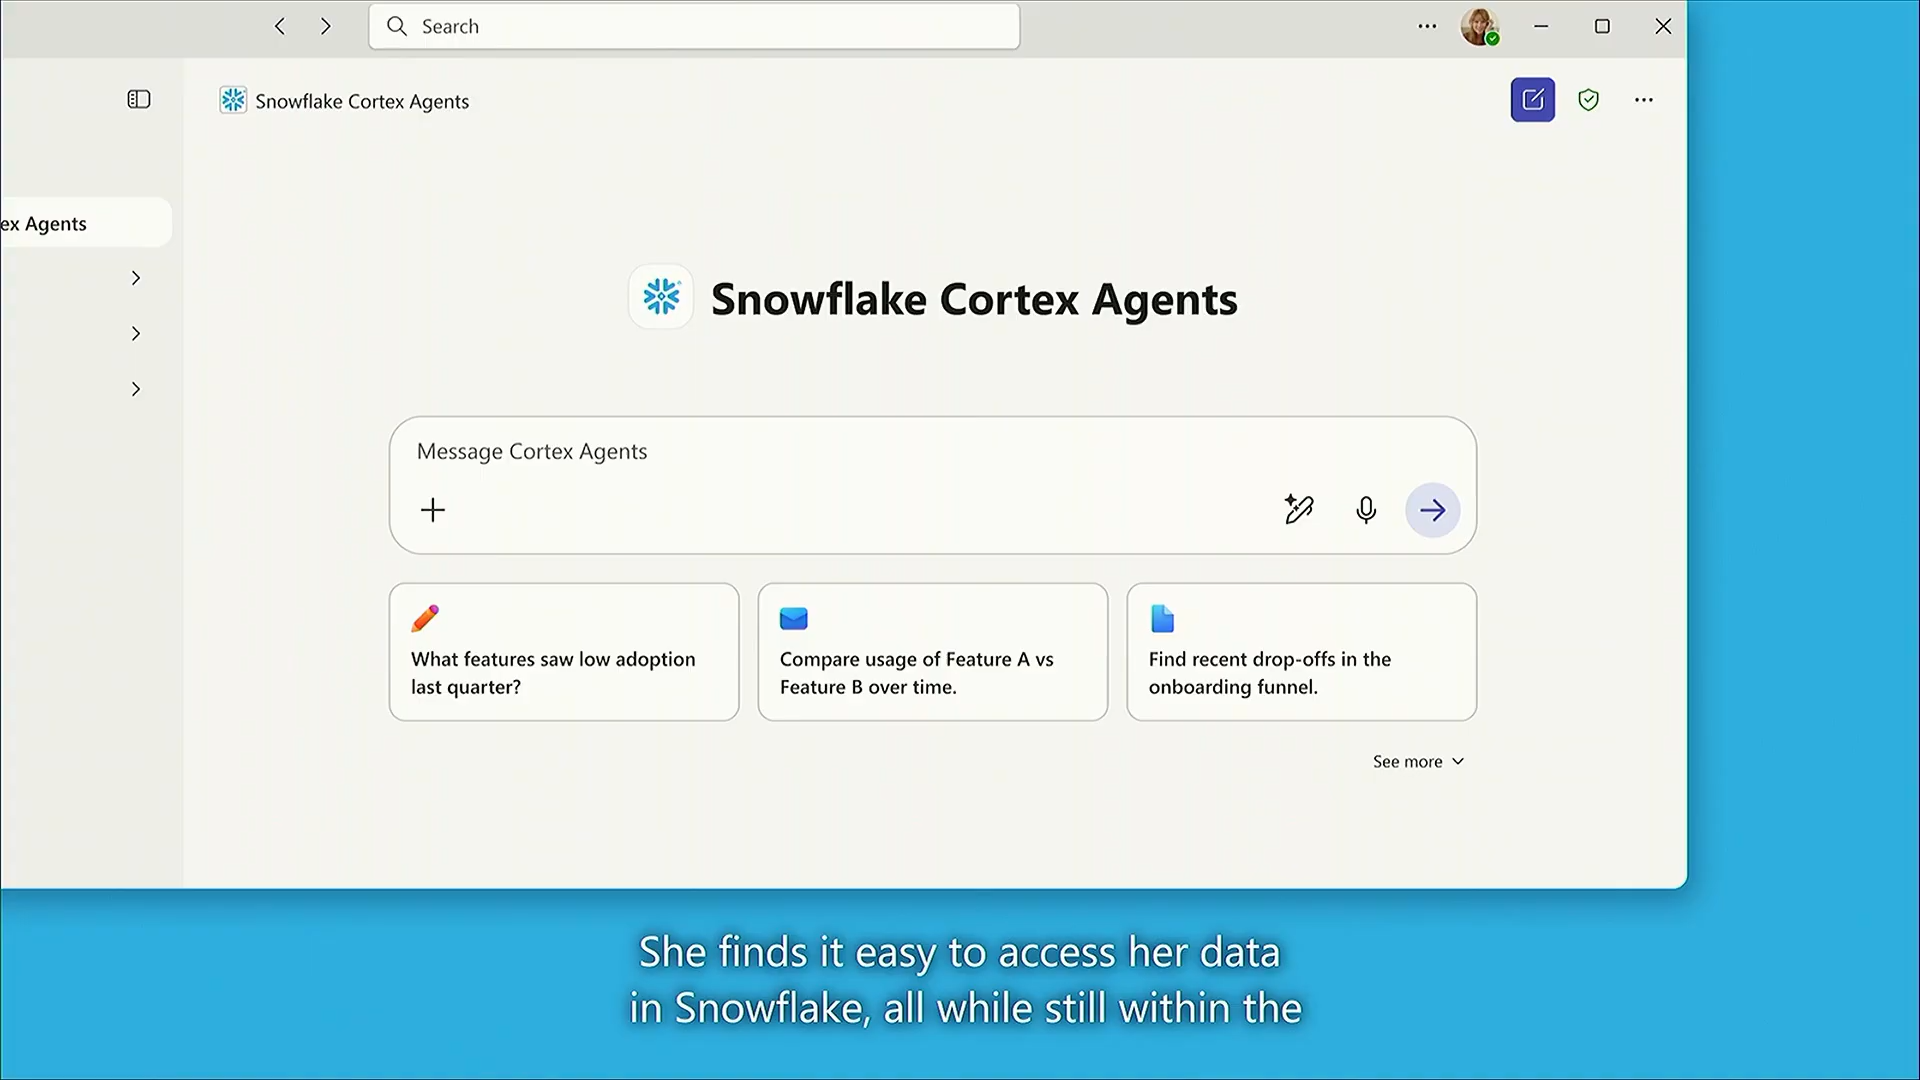 Search
Snowflake Cortex Agents
ex Agents
Snowflake Cortex Agents
Message Cortex Agents
What features saw low adoption
last quarter?
Compare usage of Feature A vs
Feature B over time.
Find recent drop-offs in the
onboarding funnel.
See more
She finds it easy to access her data
in Snowflake, all while still within the